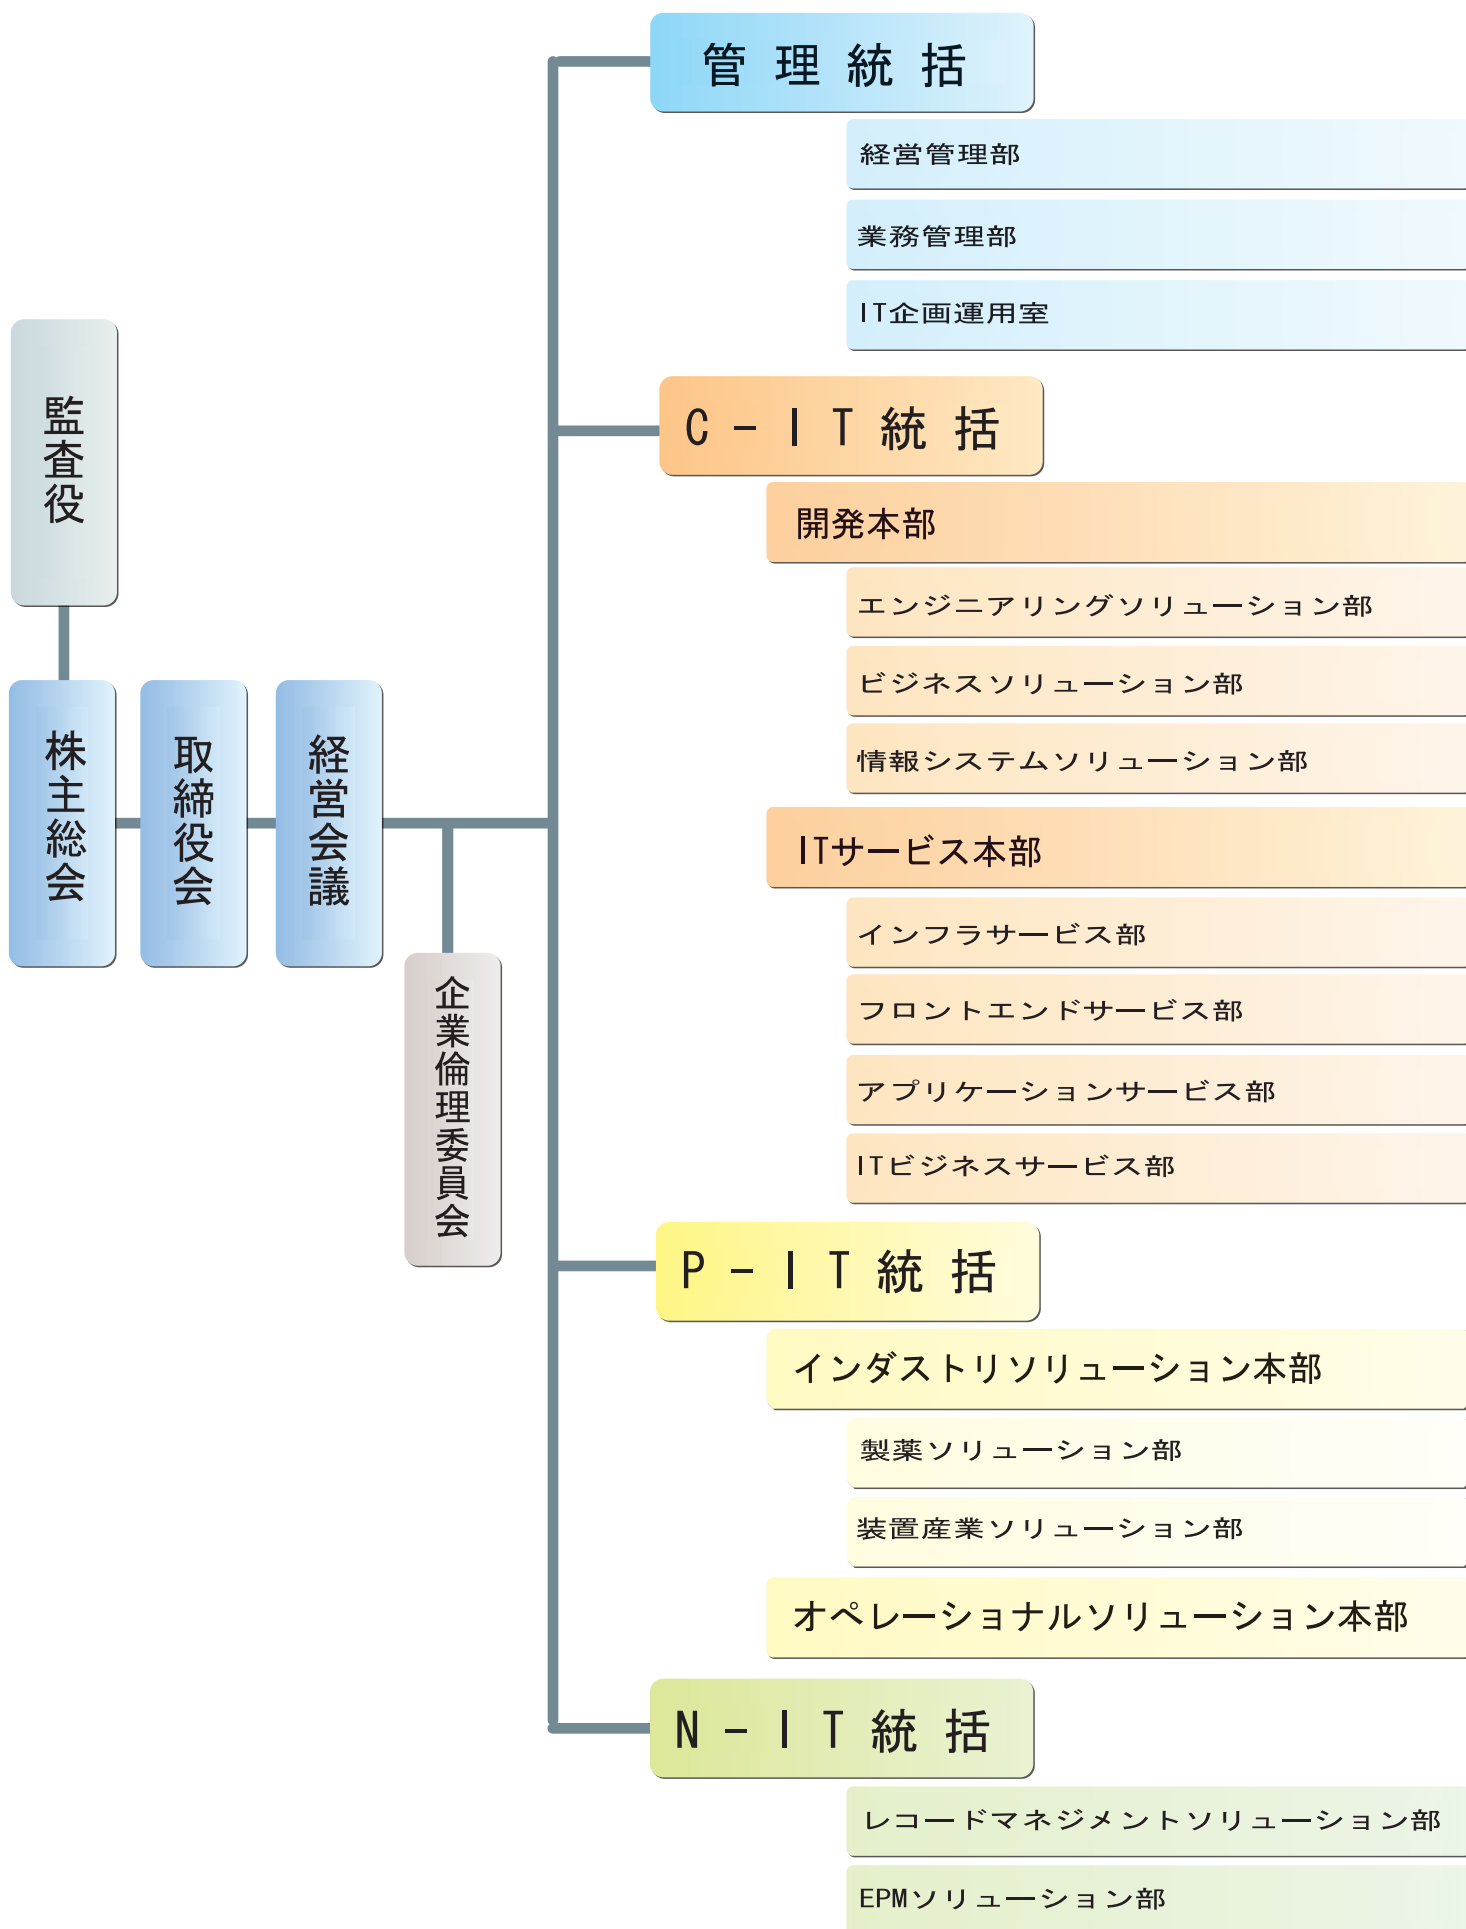 監査役
株主総会
取締役会
経営会議
企業倫理委員会
管理統括
経営管理部
業務管理部
IT企画運用室
C-IT統括
開発本部
エンジニアリングソリューション部
ビジネスソリューション部
情報システムソリューション部
ITサービス本部
インフラサービス部
フロントエンドサービス部
アプリケーションサービス部
ITビジネスサービス部
P-IT統括
インダストリソリューション本部
製薬ソリューション部
装置産業ソリューション部
オペレーショナルソリューション本部
N-IT統括
レコードマネジメントソリューション部
EPMソリューション部